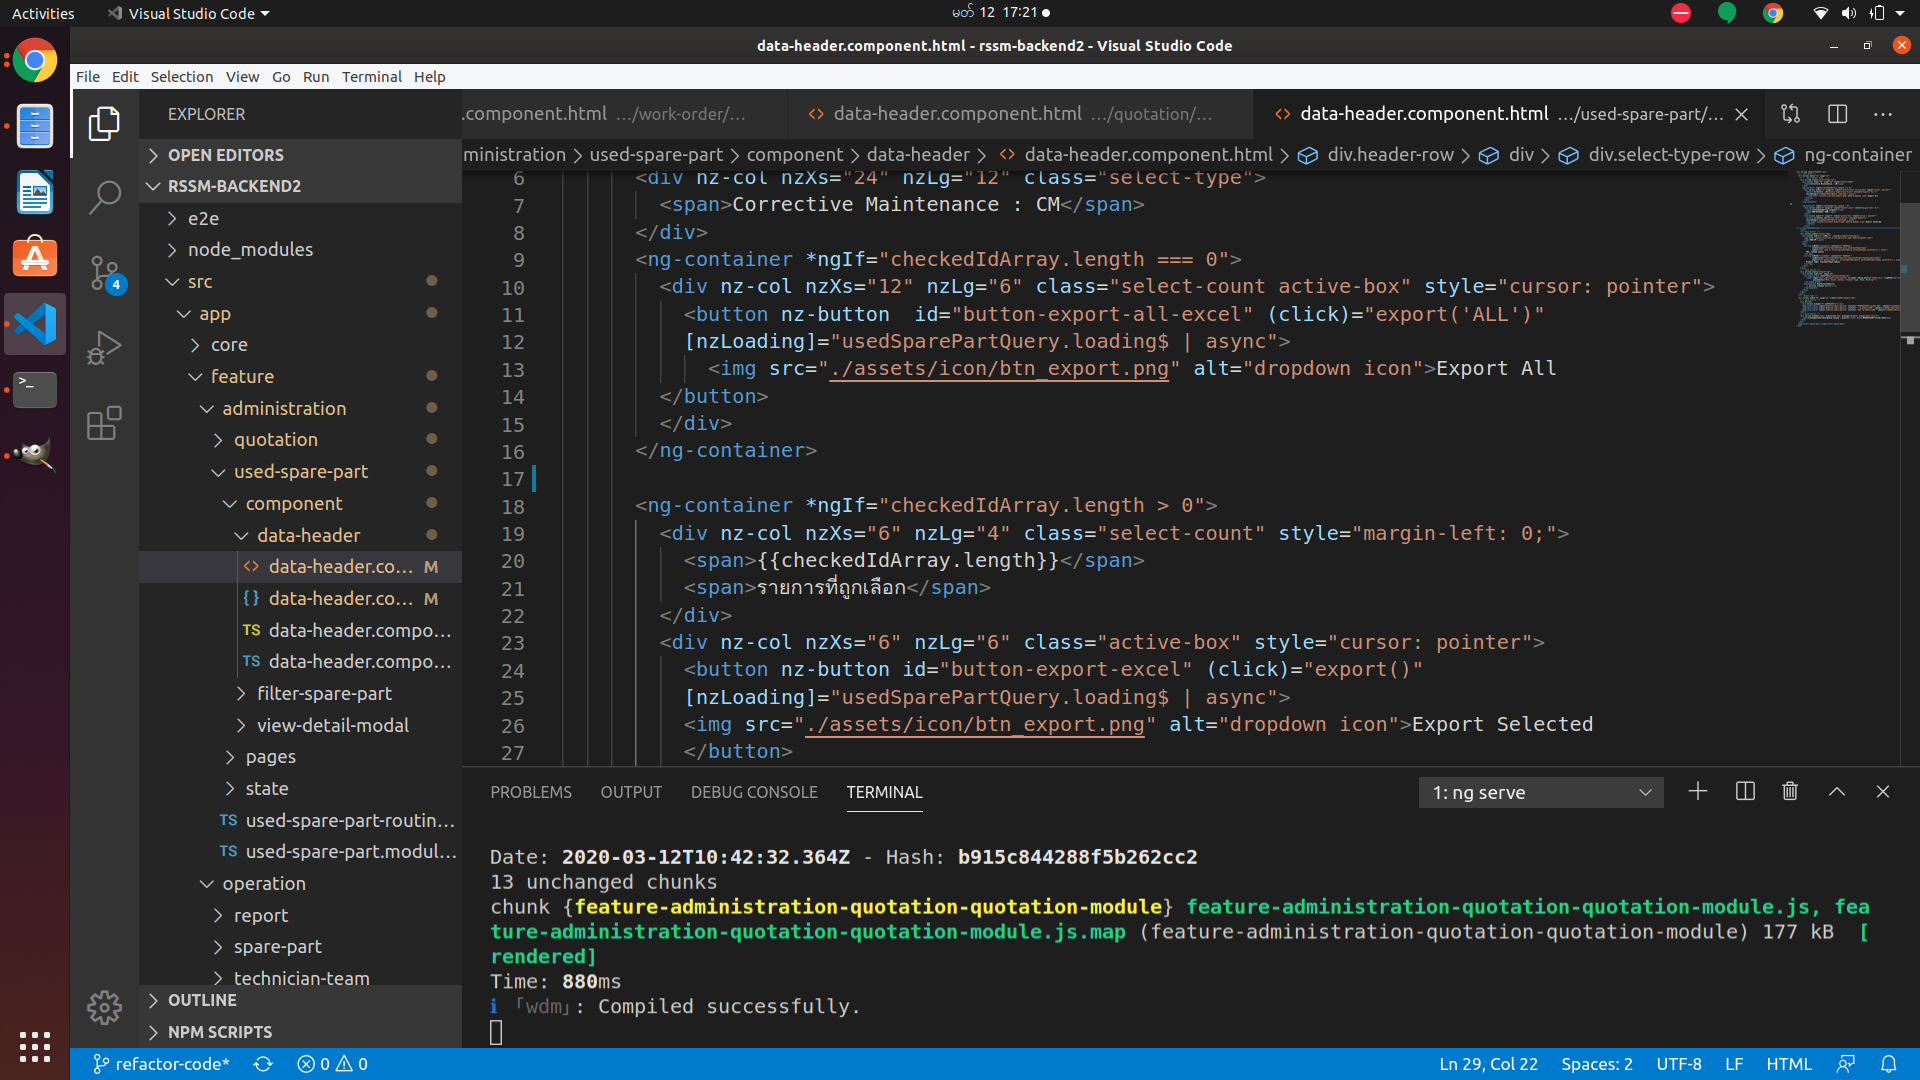 Activities
Visual Studio Code
မတ် 12 17:21
data-header.component.html - rssm-backend2 - Visual Studio Code
File Edit Selection View Go Run Terminal Help
EXPLORER
.component.html …/work-order/…
data-header.component.html …/quotation/…
data-header.component.html …/used-spare-part/…
OPEN EDITORS
ministration > used-spare-part > component > data-header > data-header.component.html > div.header-row > div > div.select-type-row > ng-container
RSSM-BACKEND2
e2e
node_modules
src
app
core
feature
administration
quotation
used-spare-part
component
data-header
data-header.co… M
data-header.co… M
data-header.compo…
data-header.compo…
filter-spare-part
view-detail-modal
pages
state
used-spare-part-routin…
used-spare-part.modul…
operation
report
spare-part
technician-team
OUTLINE
NPM SCRIPTS
4
6 <div nz-col nzXs="24" nzLg="12" class="select-type">
7 <span>Corrective Maintenance : CM</span>
8 </div>
9 <ng-container *ngIf="checkedIdArray.length === 0">
10 <div nz-col nzXs="12" nzLg="6" class="select-count active-box" style="cursor: pointer">
11 <button nz-button  id="button-export-all-excel" (click)="export('ALL')"
12 [nzLoading]="usedSparePartQuery.loading$ | async">
13 <img src="./assets/icon/btn_export.png" alt="dropdown icon">Export All
14 </button>
15 </div>
16 </ng-container>
17
18 <ng-container *ngIf="checkedIdArray.length > 0">
19 <div nz-col nzXs="6" nzLg="4" class="select-count" style="margin-left: 0;">
20 <span>{{checkedIdArray.length}}</span>
21 <span>รายการที่ถูกเลือก</span>
22 </div>
23 <div nz-col nzXs="6" nzLg="6" class="active-box" style="cursor: pointer">
24 <button nz-button id="button-export-excel" (click)="export()"
25 [nzLoading]="usedSparePartQuery.loading$ | async">
26 <img src="./assets/icon/btn_export.png" alt="dropdown icon">Export Selected
27 </button>
PROBLEMS OUTPUT DEBUG CONSOLE TERMINAL
1: ng serve
Date: 2020-03-12T10:42:32.364Z - Hash: b915c844288f5b262cc2
13 unchanged chunks
chunk {feature-administration-quotation-quotation-module} feature-administration-quotation-quotation-module.js, fea
ture-administration-quotation-quotation-module.js.map (feature-administration-quotation-quotation-module) 177 kB  [
rendered]
Time: 880ms
ℹ ｢wdm｣: Compiled successfully.
refactor-code* 0 0
Ln 29, Col 22 Spaces: 2 UTF-8 LF HTML